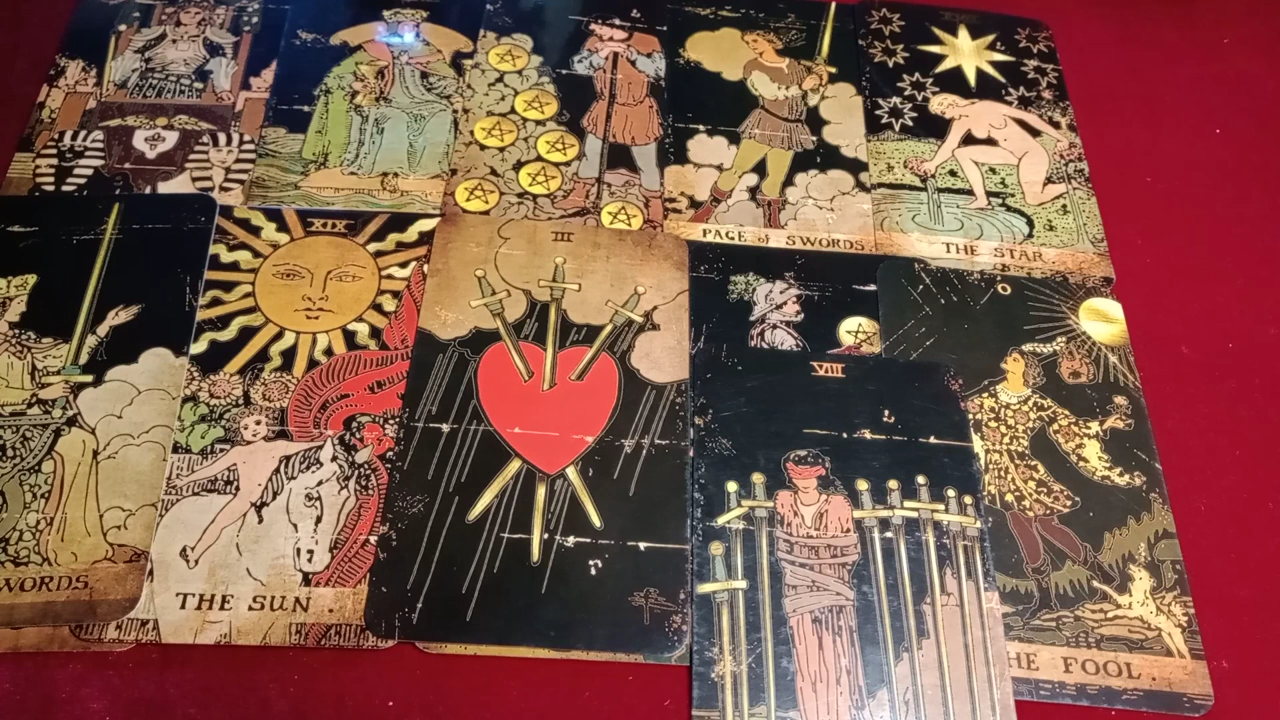 PAGE of SWORDS.
THE STAR
XIX
III
VIII
WORDS.
THE SUN.
HE FOOL.